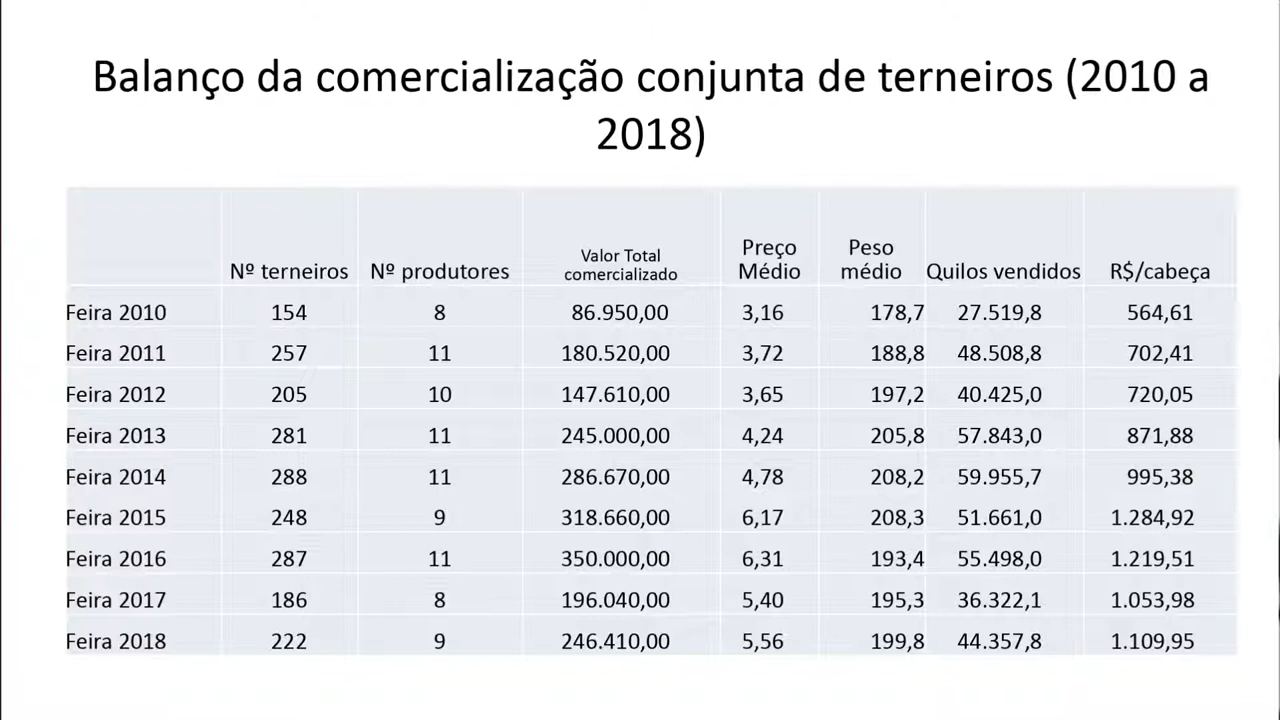 Balanço da comercialização conjunta de terneiros (2010 a
2018)
Nº terneiros Nº produtores Valor Total comercializado Preço Médio Peso médio Quilos vendidos R$/cabeça
Feira 2010 154 8 86.950,00 3,16 178,7 27.519,8 564,61
Feira 2011 257 11 180.520,00 3,72 188,8 48.508,8 702,41
Feira 2012 205 10 147.610,00 3,65 197,2 40.425,0 720,05
Feira 2013 281 11 245.000,00 4,24 205,8 57.843,0 871,88
Feira 2014 288 11 286.670,00 4,78 208,2 59.955,7 995,38
Feira 2015 248 9 318.660,00 6,17 208,3 51.661,0 1.284,92
Feira 2016 287 11 350.000,00 6,31 193,4 55.498,0 1.219,51
Feira 2017 186 8 196.040,00 5,40 195,3 36.322,1 1.053,98
Feira 2018 222 9 246.410,00 5,56 199,8 44.357,8 1.109,95